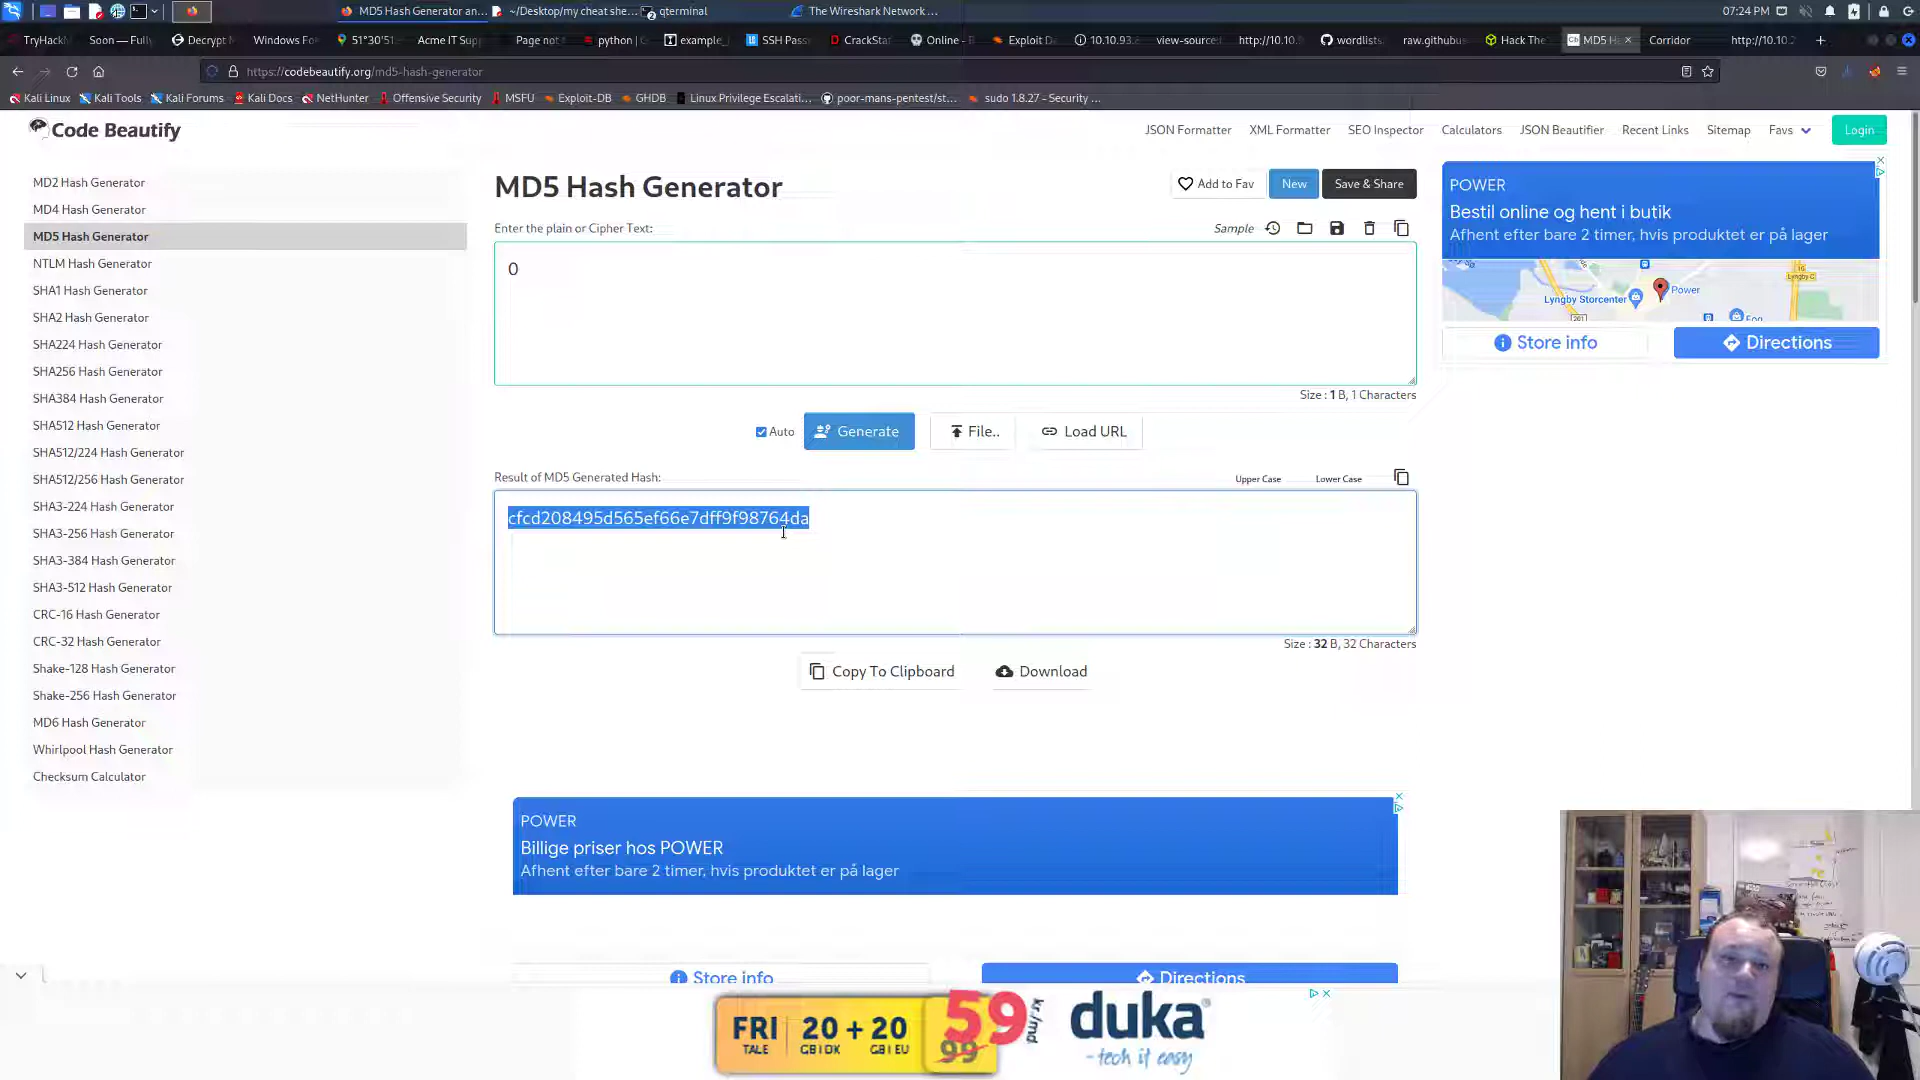 MD5 Hash Generator an...
~/Desktop/my cheat she...
qterminal
The Wireshark Network ...
07:24 PM
TryHack
Soon — Fully
Decrypt
Windows Fo
51°30'51
Acme IT Sup
Page not
python |
example_
SSH Pass
CrackSta
Online -
Exploit D
10.10.93.
view-source
http://10.10.
wordlists
raw.githubu
Hack The
MD5 H
Corridor
http://10.10.2
https://codebeautify.org/md5-hash-generator
Kali Linux
Kali Tools
Kali Forums
Kali Docs
NetHunter
Offensive Security
MSFU
Exploit-DB
GHDB
Linux Privilege Escalati...
poor-mans-pentest/st...
sudo 1.8.27 - Security ...
Code Beautify
JSON Formatter
XML Formatter
SEO Inspector
Calculators
JSON Beautifier
Recent Links
Sitemap
Favs
Login
MD2 Hash Generator
MD4 Hash Generator
MD5 Hash Generator
NTLM Hash Generator
SHA1 Hash Generator
SHA2 Hash Generator
SHA224 Hash Generator
SHA256 Hash Generator
SHA384 Hash Generator
SHA512 Hash Generator
SHA512/224 Hash Generator
SHA512/256 Hash Generator
SHA3-224 Hash Generator
SHA3-256 Hash Generator
SHA3-384 Hash Generator
SHA3-512 Hash Generator
CRC-16 Hash Generator
CRC-32 Hash Generator
Shake-128 Hash Generator
Shake-256 Hash Generator
MD6 Hash Generator
Whirlpool Hash Generator
Checksum Calculator
MD5 Hash Generator
Add to Fav
New
Save & Share
Enter the plain or Cipher Text:
Sample
0
Size : 1 B, 1 Characters
Auto
Generate
File..
Load URL
Result of MD5 Generated Hash:
Upper Case
Lower Case
cfcd208495d565ef66e7dff9f98764da
Size : 32 B, 32 Characters
Copy To Clipboard
Download
POWER
Bestil online og hent i butik
Afhent efter bare 2 timer, hvis produktet er på lager
Lyngby Storcenter
Power
201
Store info
Directions
POWER
Billige priser hos POWER
Afhent efter bare 2 timer, hvis produktet er på lager
Store info
Directions
FRI
TALE
20 + 20
GB I DK
GB I EU
59
kr./md
99
duka
- tech it easy